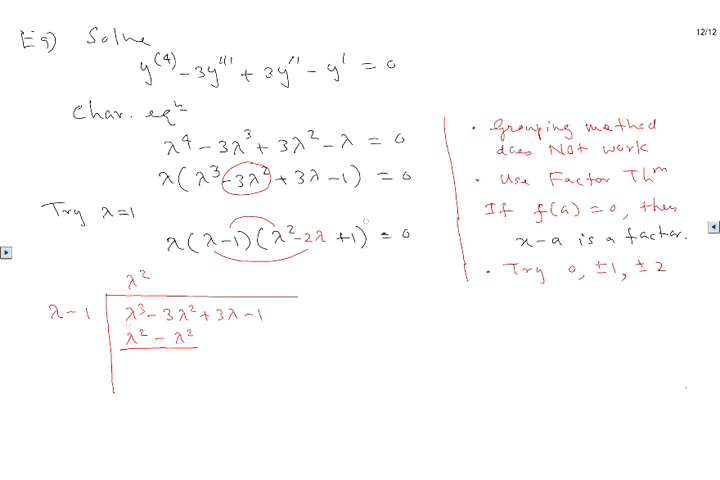 12/12
Eg) Solve
y⁽⁴⁾ - 3y''' + 3y'' - y' = 0
Char. eqⁿ
λ⁴ - 3λ³ + 3λ² - λ = 0
λ(λ³ - 3λ² + 3λ - 1) = 0
Try λ=1
λ(λ-1)(λ² - 2λ + 1) = 0
λ²
λ - 1 | λ³ - 3λ² + 3λ - 1
λ² - λ²
• Grouping method
does NOT work
• Use Factor Thᵐ
If f(a) = 0, then
x-a is a factor.
• Try 0, ±1, ±2